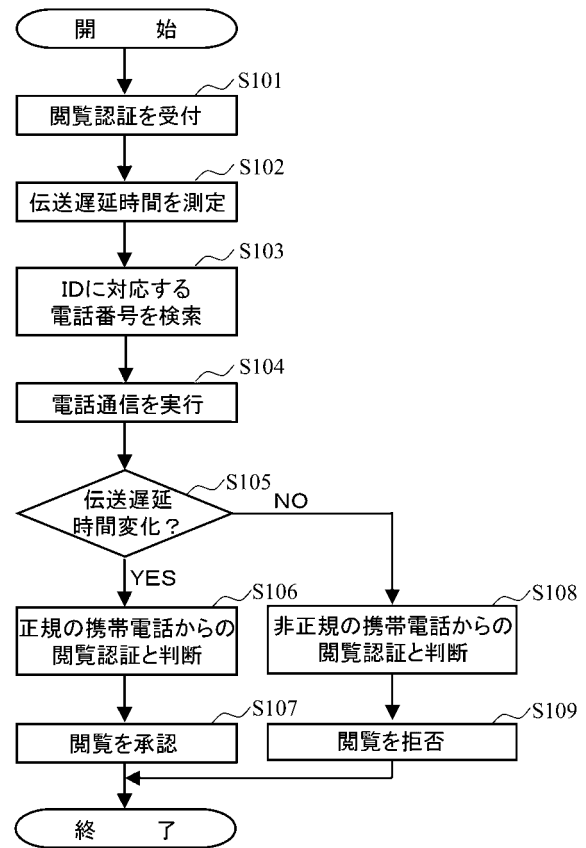 開　始
S101
閲覧認証を受付
S102
伝送遅延時間を測定
S103
IDに対応する
電話番号を検索
S104
電話通信を実行
S105
伝送遅延
時間変化？
NO
YES
S106
正規の携帯電話からの
閲覧認証と判断
S108
非正規の携帯電話からの
閲覧認証と判断
S107
閲覧を承認
S109
閲覧を拒否
終　了